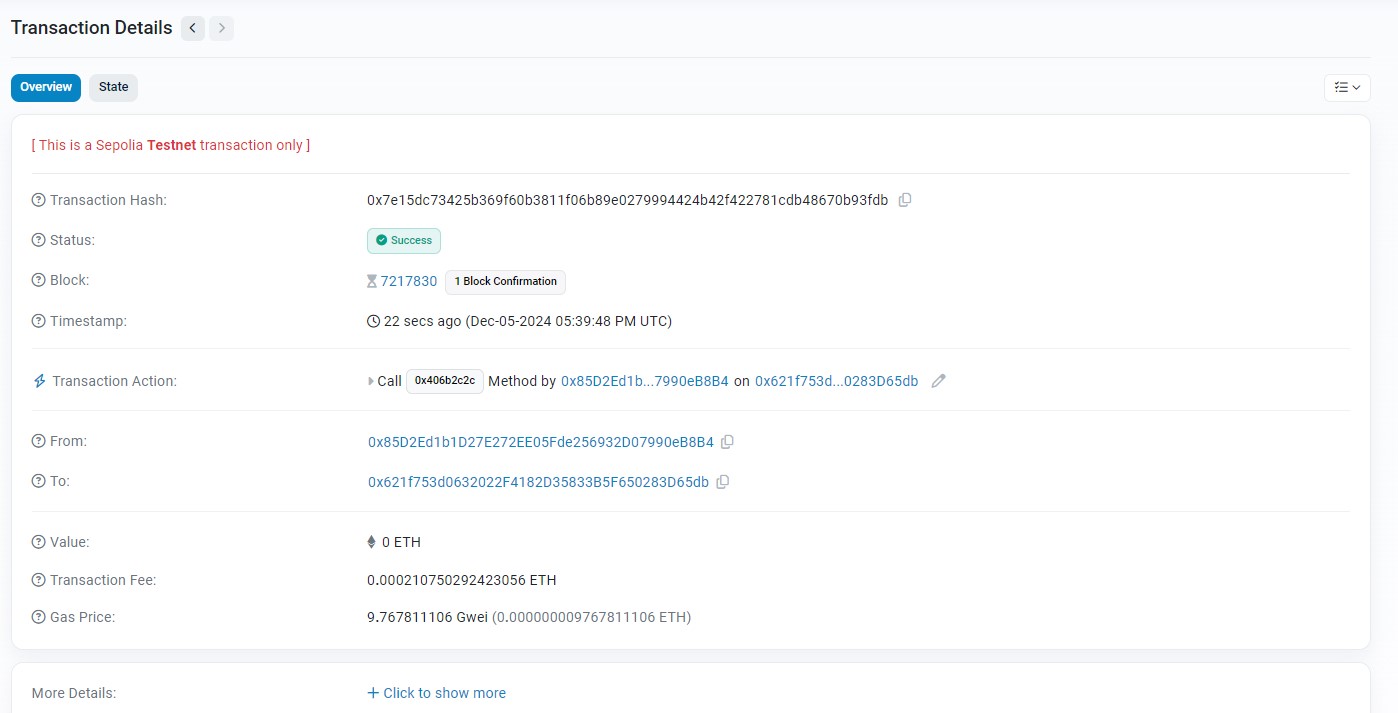 Transaction Details
Overview State
[ This is a Sepolia Testnet transaction only ]
Transaction Hash: 0x7e15dc73425b369f60b3811f06b89e0279994424b42f422781cdb48670b93fdb
Status: Success
Block: 7217830 1 Block Confirmation
Timestamp: 22 secs ago (Dec-05-2024 05:39:48 PM UTC)
Transaction Action: Call 0x406b2c2c Method by 0x85D2Ed1b...7990eB8B4 on 0x621f753d...0283D65db
From: 0x85D2Ed1b1D27E272EE05Fde256932D07990eB8B4
To: 0x621f753d0632022F4182D35833B5F650283D65db
Value: 0 ETH
Transaction Fee: 0.000210750292423056 ETH
Gas Price: 9.767811106 Gwei (0.000000009767811106 ETH)
More Details: + Click to show more